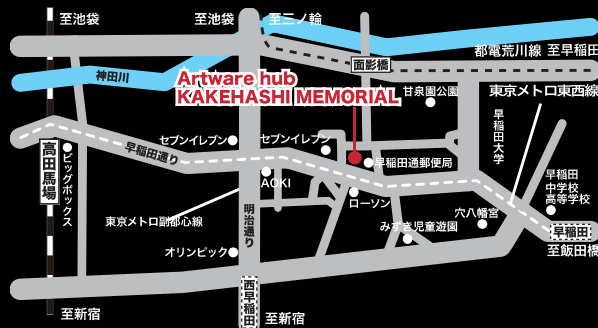 至池袋
至池袋
至三ノ輪
都電荒川線 至早稲田
面影橋
神田川
Artware hub
KAKEHASHI MEMORIAL
甘泉園公園
東京メトロ東西線
早稲田大学
セブンイレブン
セブンイレブン
早稲田通り
高田馬場
ビッグボックス
早稲田通郵便局
AOKI
早稲田
中学校
高等学校
ローソン
東京メトロ副都心線
明治通り
穴八幡宮
みずき児童遊園
早稲田
至飯田橋
オリンピック
西早稲田
至新宿
至新宿